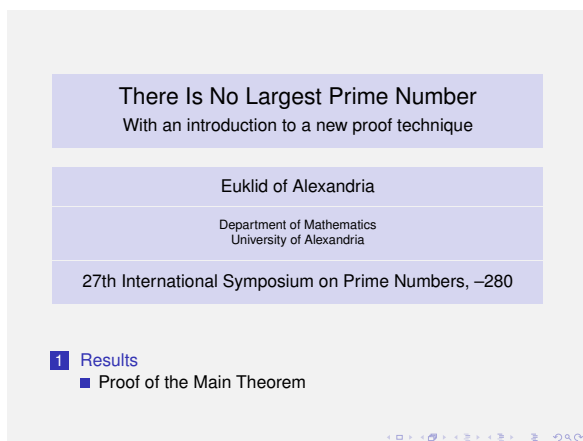 There Is No Largest Prime Number
With an introduction to a new proof technique
Euklid of Alexandria
Department of Mathematics
University of Alexandria
27th International Symposium on Prime Numbers, –280
1 Results
Proof of the Main Theorem